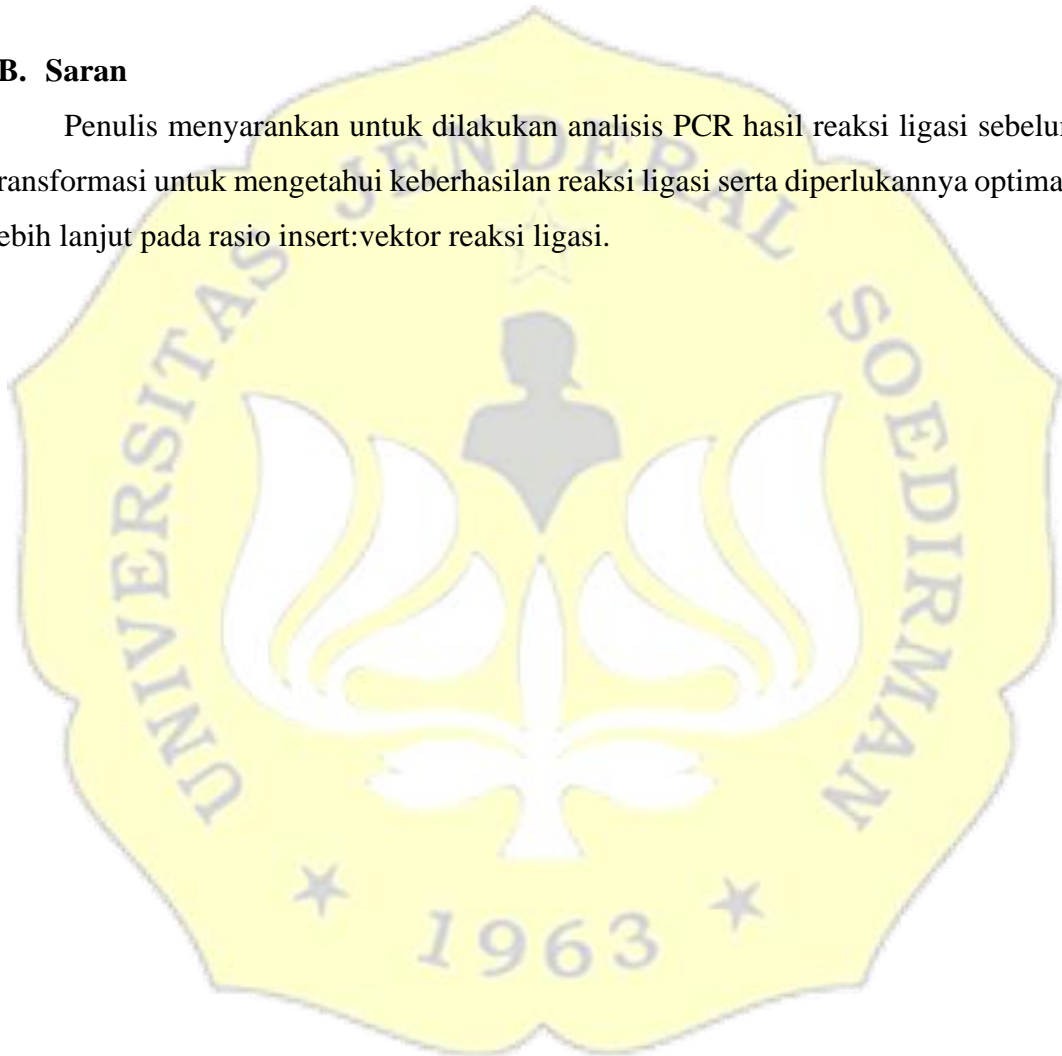 B. Saran
Penulis menyarankan untuk dilakukan analisis PCR hasil reaksi ligasi sebelu
ransformasi untuk mengetahui keberhasilan reaksi ligasi serta diperlukannya optima
ebih lanjut pada rasio insert:vektor reaksi ligasi.
UNIVERSITAS JENDERAL SOEDIRMAN
1963